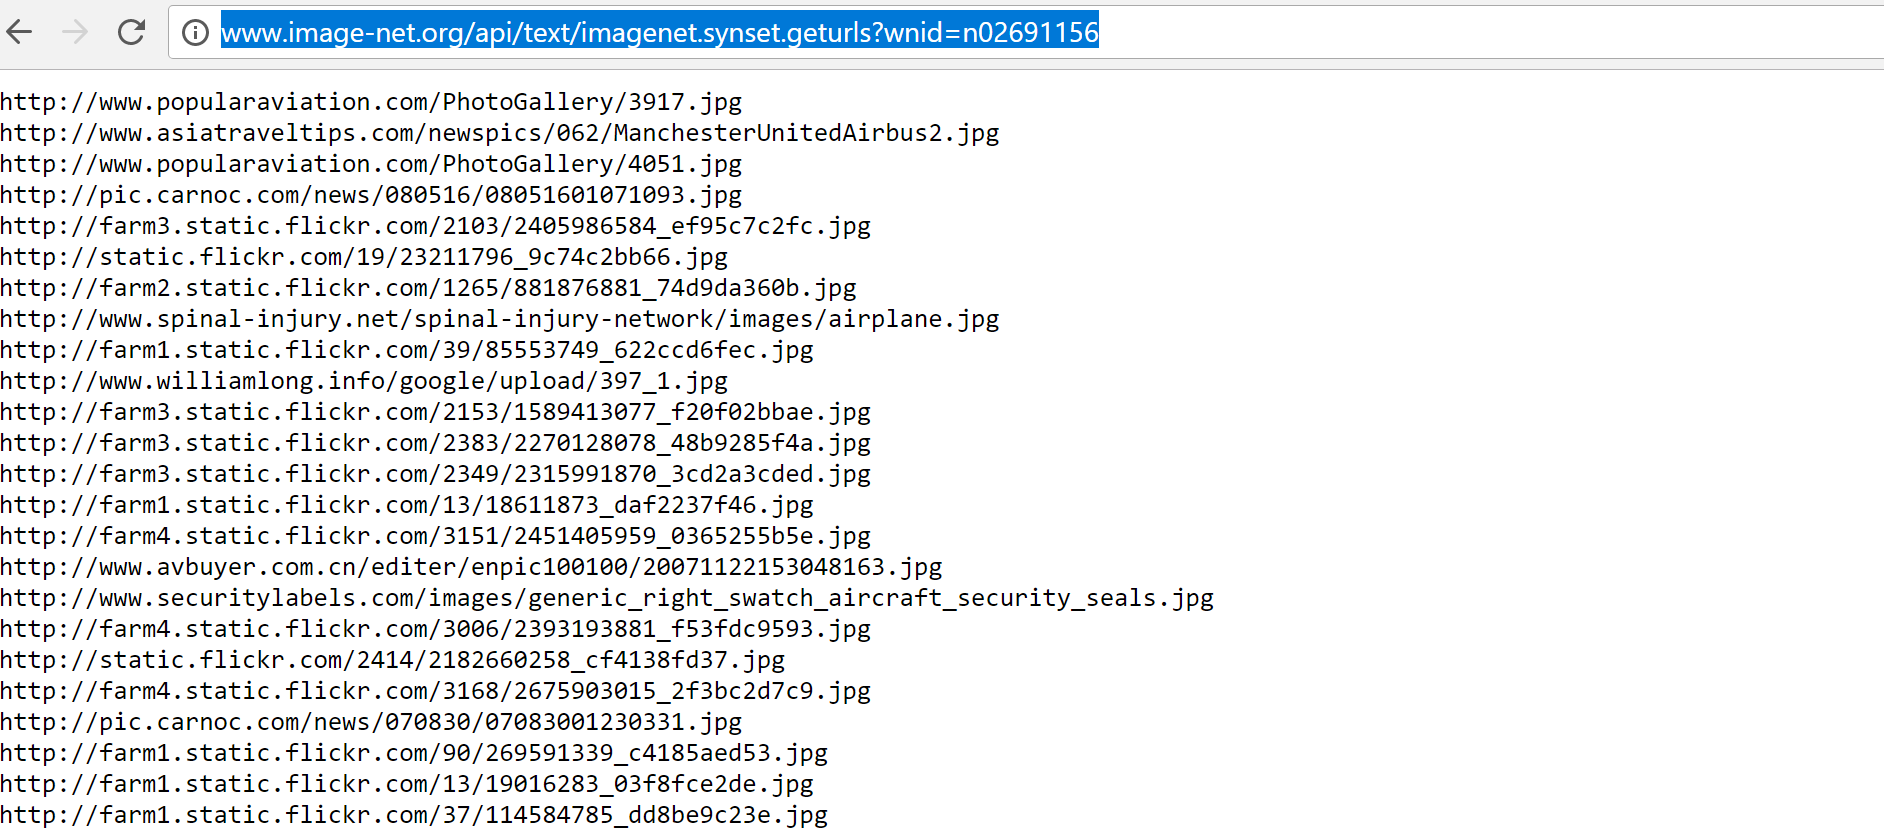 www.image-net.org/api/text/imagenet.synset.geturls?wnid=n02691156
http://www.popularaviation.com/PhotoGallery/3917.jpg
http://www.asiatraveltips.com/newspics/062/ManchesterUnitedAirbus2.jpg
http://www.popularaviation.com/PhotoGallery/4051.jpg
http://pic.carnoc.com/news/080516/08051601071093.jpg
http://farm3.static.flickr.com/2103/2405986584_ef95c7c2fc.jpg
http://static.flickr.com/19/23211796_9c74c2bb66.jpg
http://farm2.static.flickr.com/1265/881876881_74d9da360b.jpg
http://www.spinal-injury.net/spinal-injury-network/images/airplane.jpg
http://farm1.static.flickr.com/39/85553749_622ccd6fec.jpg
http://www.williamlong.info/google/upload/397_1.jpg
http://farm3.static.flickr.com/2153/1589413077_f20f02bbae.jpg
http://farm3.static.flickr.com/2383/2270128078_48b9285f4a.jpg
http://farm3.static.flickr.com/2349/2315991870_3cd2a3cded.jpg
http://farm1.static.flickr.com/13/18611873_daf2237f46.jpg
http://farm4.static.flickr.com/3151/2451405959_0365255b5e.jpg
http://www.avbuyer.com.cn/editer/enpic100100/20071122153048163.jpg
http://www.securitylabels.com/images/generic_right_swatch_aircraft_security_seals.jpg
http://farm4.static.flickr.com/3006/2393193881_f53fdc9593.jpg
http://static.flickr.com/2414/2182660258_cf4138fd37.jpg
http://farm4.static.flickr.com/3168/2675903015_2f3bc2d7c9.jpg
http://pic.carnoc.com/news/070830/07083001230331.jpg
http://farm1.static.flickr.com/90/269591339_c4185aed53.jpg
http://farm1.static.flickr.com/13/19016283_03f8fce2de.jpg
http://farm1.static.flickr.com/37/114584785_dd8be9c23e.jpg